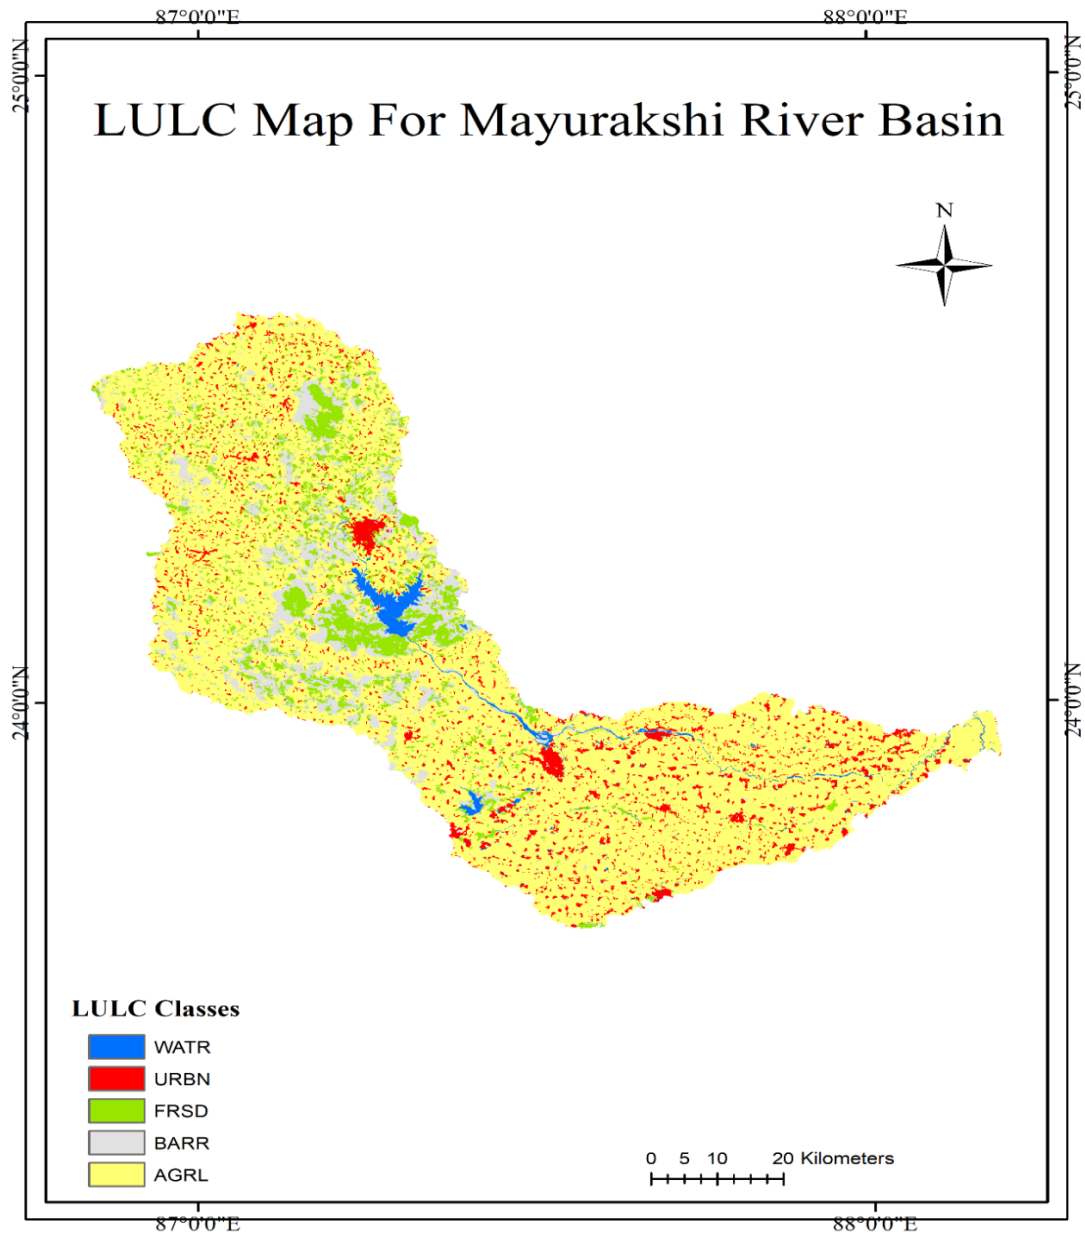 87°0'0"E 88°0'0"E
25°0'0"N 25°0'0"N
LULC Map For Mayurakshi River Basin
N
24°0'0"N 24°0'0"N
LULC Classes
WATR
URBN
FRSD
BARR
AGRL
0 5 10 20 Kilometers
87°0'0"E 88°0'0"E